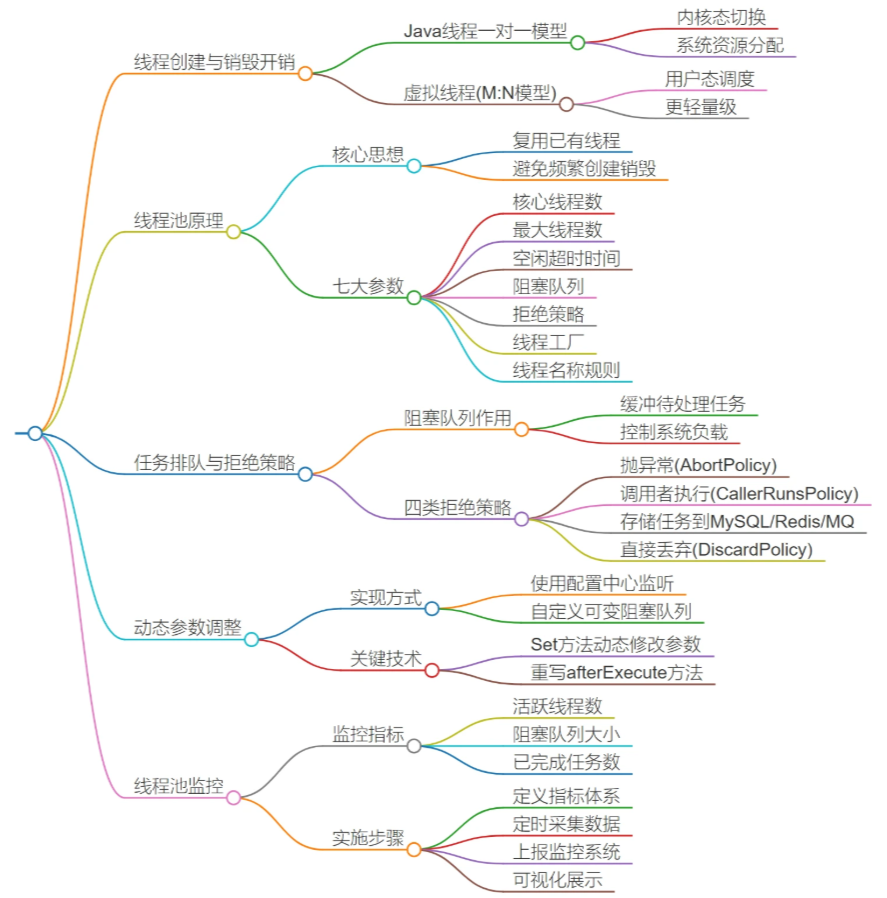 线程创建与销毁开销
Java线程一对一模型
内核态切换
系统资源分配
虚拟线程(M:N模型)
用户态调度
更轻量级
线程池原理
核心思想
复用已有线程
避免频繁创建销毁
七大参数
核心线程数
最大线程数
空闲超时时间
阻塞队列
拒绝策略
线程工厂
线程名称规则
任务排队与拒绝策略
阻塞队列作用
缓冲待处理任务
控制系统负载
四类拒绝策略
抛异常(AbortPolicy)
调用者执行(CallerRunsPolicy)
存储任务到MySQL/Redis/MQ
直接丢弃(DiscardPolicy)
动态参数调整
实现方式
使用配置中心监听
自定义可变阻塞队列
关键技术
Set方法动态修改参数
重写afterExecute方法
线程池监控
监控指标
活跃线程数
阻塞队列大小
已完成任务数
实施步骤
定义指标体系
定时采集数据
上报监控系统
可视化展示